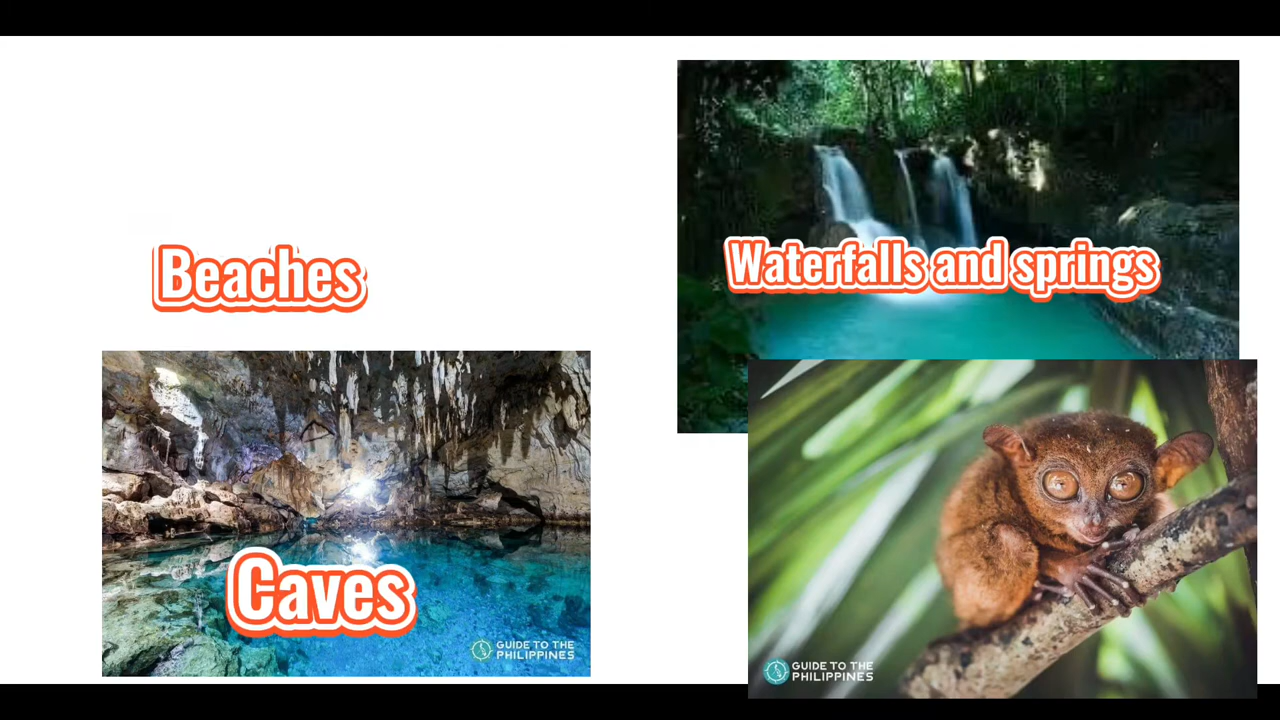 Beaches
Waterfalls and springs
Caves
GUIDE TO THE
PHILIPPINES
GUIDE TO THE
PHILIPPINES